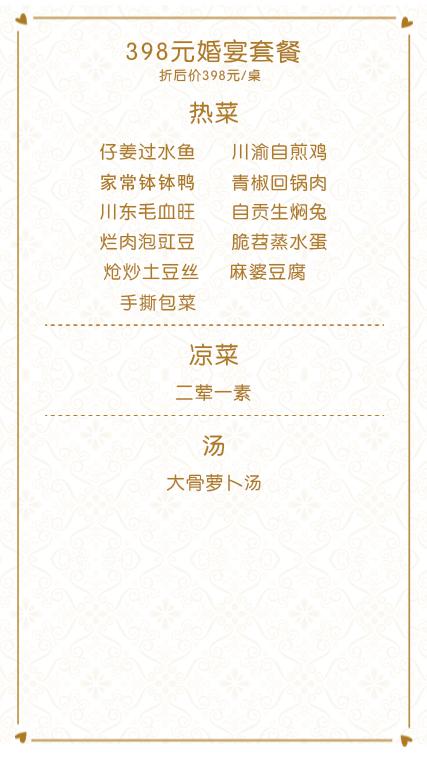 398元婚宴套餐
折后价398元/桌
热菜
仔姜过水鱼 川渝自煎鸡
家常钵钵鸭 青椒回锅肉
川东毛血旺 自贡生焖兔
烂肉泡豇豆 脆苕蒸水蛋
炝炒土豆丝 麻婆豆腐
手撕包菜
凉菜
二荤一素
汤
大骨萝卜汤